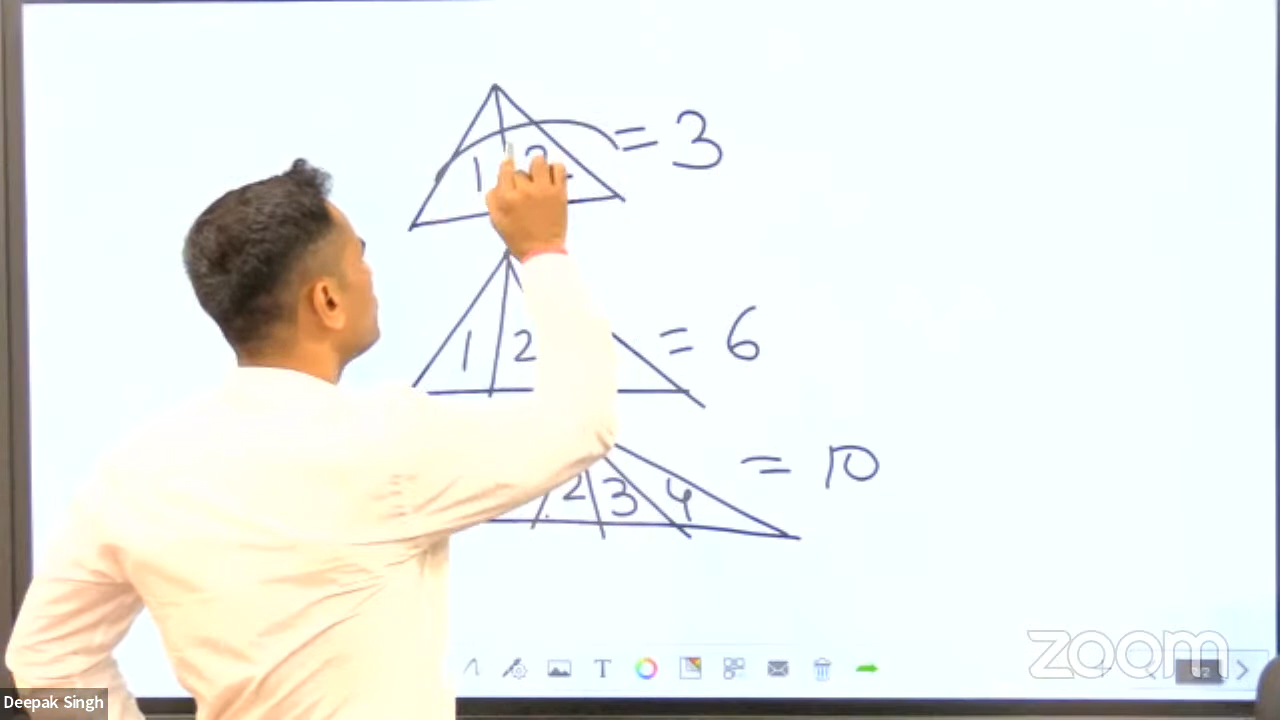 1 2 = 3
1 2 = 6
2 3 4 = 10
T
zoom
Deepak Singh